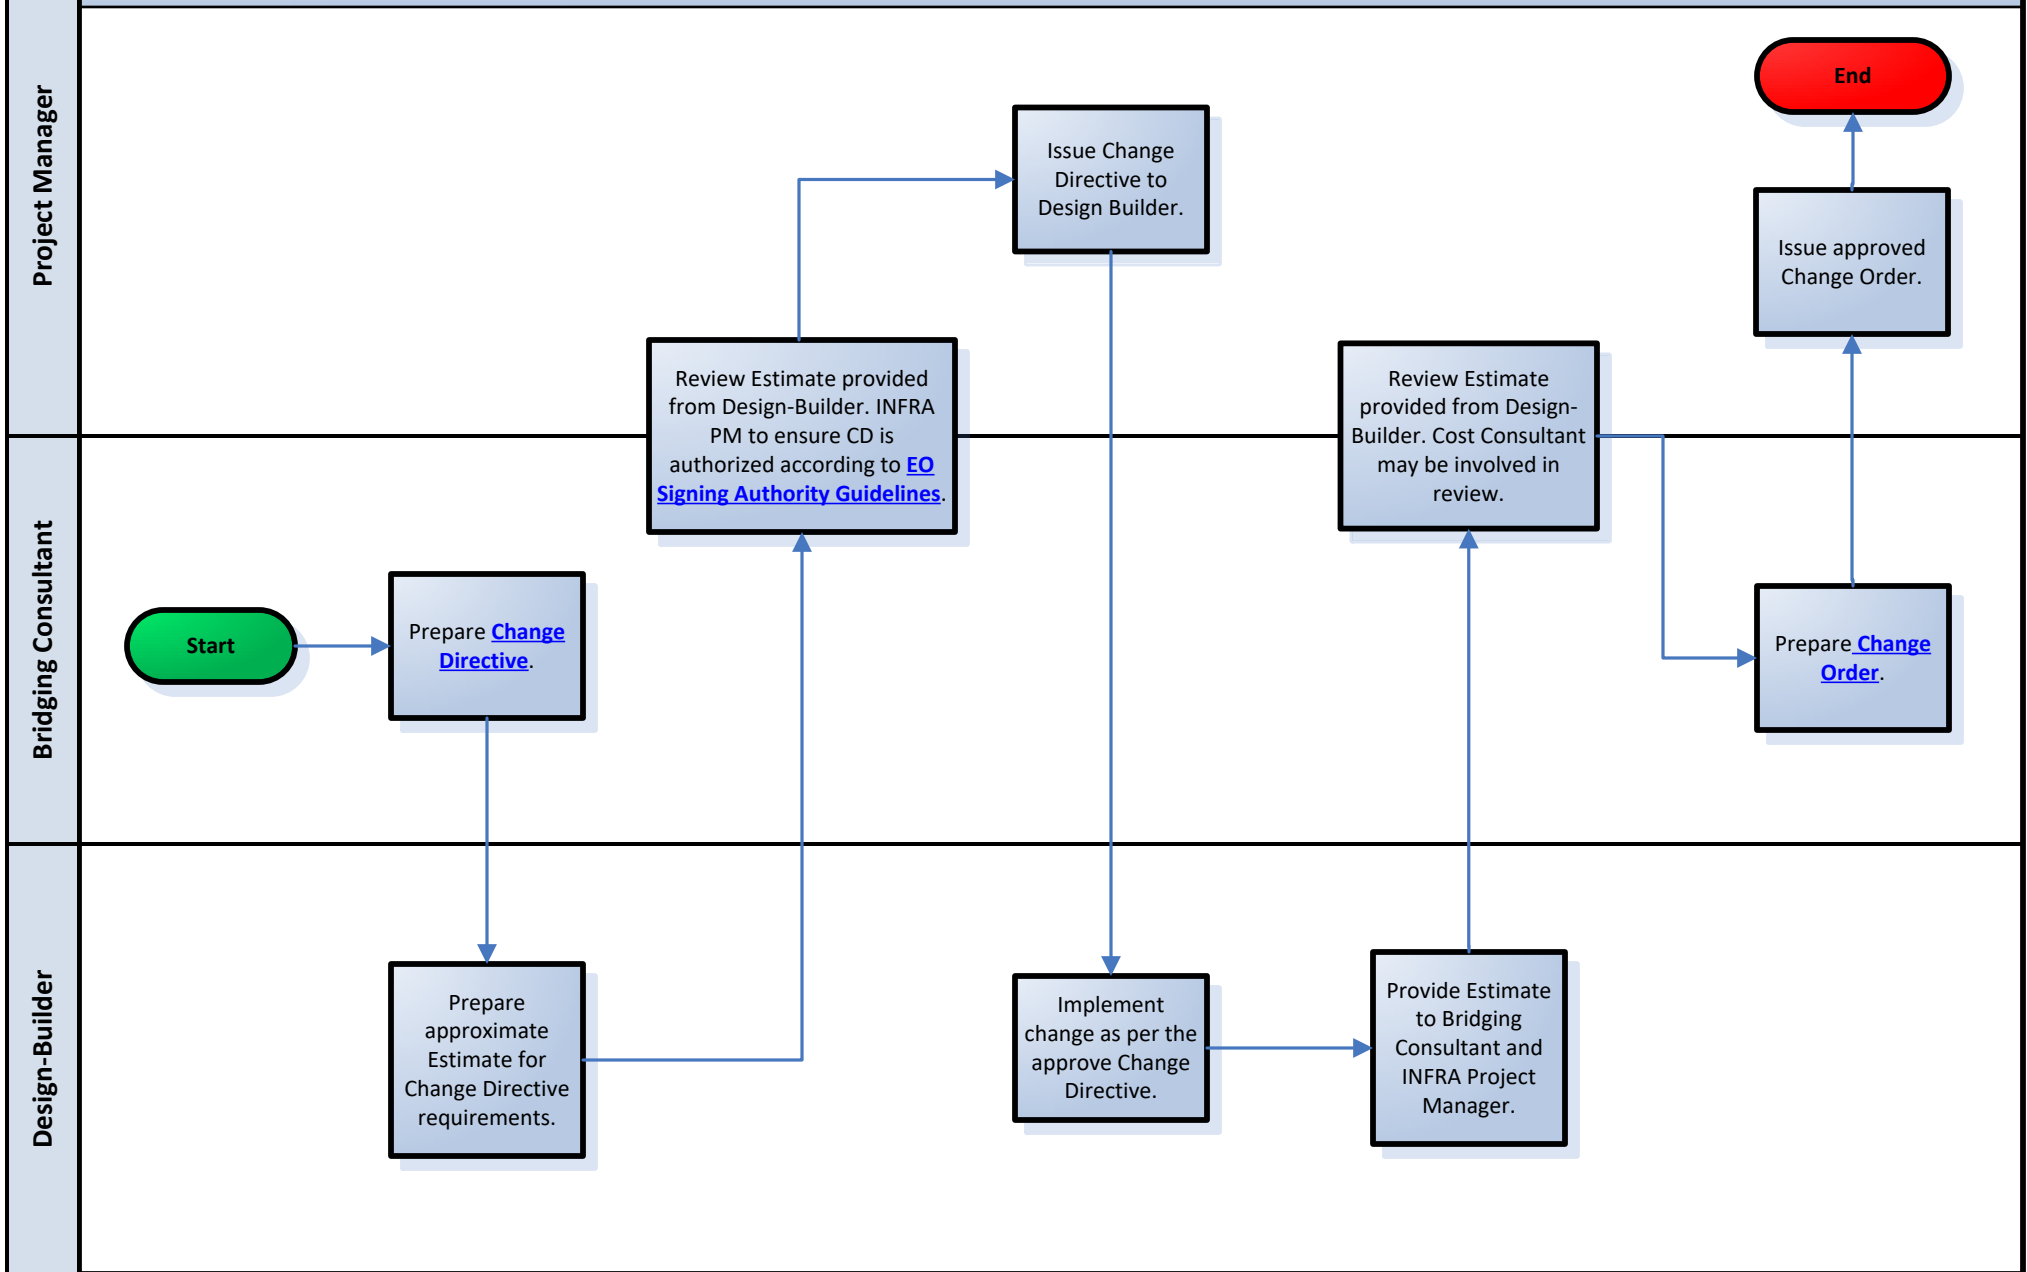 Project Manager
End
Issue Change
Directive to
Design Builder.
Issue approved
Change Order.
Review Estimate provided
from Design-Builder. INFRA
PM to ensure CD is
authorized according to EO
Signing Authority Guidelines.
Review Estimate
provided from Design-
Builder. Cost Consultant
may be involved in
review.
Bridging Consultant
Start
Prepare Change
Directive.
Prepare Change
Order.
Design-Builder
Prepare
approximate
Estimate for
Change Directive
requirements.
Implement
change as per the
approve Change
Directive.
Provide Estimate
to Bridging
Consultant and
INFRA Project
Manager.